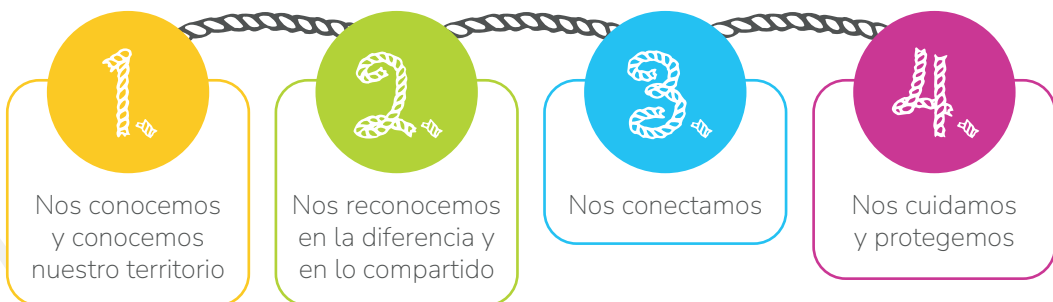 1.
Nos conocemos
y conocemos
nuestro territorio
2.
Nos reconocemos
en la diferencia y
en lo compartido
3.
Nos conectamos
4.
Nos cuidamos
y protegemos